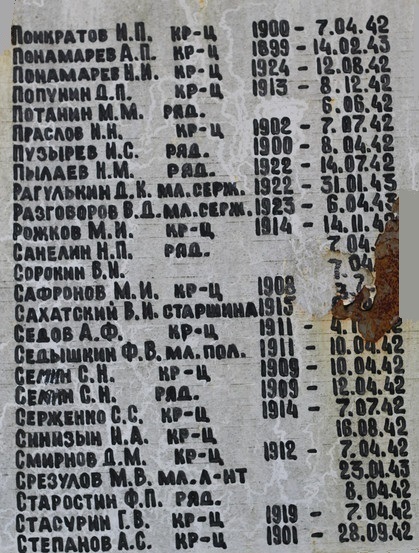 Понкратов И.П. кр-ц 1900 - 7.04.42
Понамарев А.П. кр-ц 1899 - 14.02.43
Понамарев Н.И. кр-ц 1924 - 12.08.42
Попунин Д.П. кр-ц 1913 - 8.12.42
Потанин М.М. ряд. 6.06.42
Праслов И.Н. кр-ц 1902 - 7.07.42
Пузырев И.С. ряд. 1900 - 8.04.42
Пылаев Н.М. ряд. 1922 - 14.07.42
Рагулькин Д.К. мл.серж. 1922 - 31.01.43
Разговоров В.Д. мл.серж. 1923 - 6.04.43
Рожков М.И. кр-ц 1914 - 14.11.42
Санелин Н.П. ряд. 7.04.
Сорокин В.И. 7.04
Сафронов М.И. кр-ц 1908
Сахатский В.И. старшина 1913
Седов А.Ф. кр-ц 1911 -
Седышкин Ф.В. мл.пол. 1911 - 10.04.42
Семин С.Н. кр-ц 1909 - 10.04.42
Семин С.Н. ряд. 1909 - 12.04.42
Серженко С.С. кр-ц 1914 - 7.07.42
Синизын И.А. кр-ц 16.08.42
Смирнов Д.М. кр-ц 1912 - 7.04.42
Срезулов М.В. мл.л-нт 23.01.43
Старостин Ф.П. ряд. 8.04.42
Стасурин Г.В. кр-ц 1919 - 7.04.42
Степанов А.С. кр-ц 1901 - 28.09.42